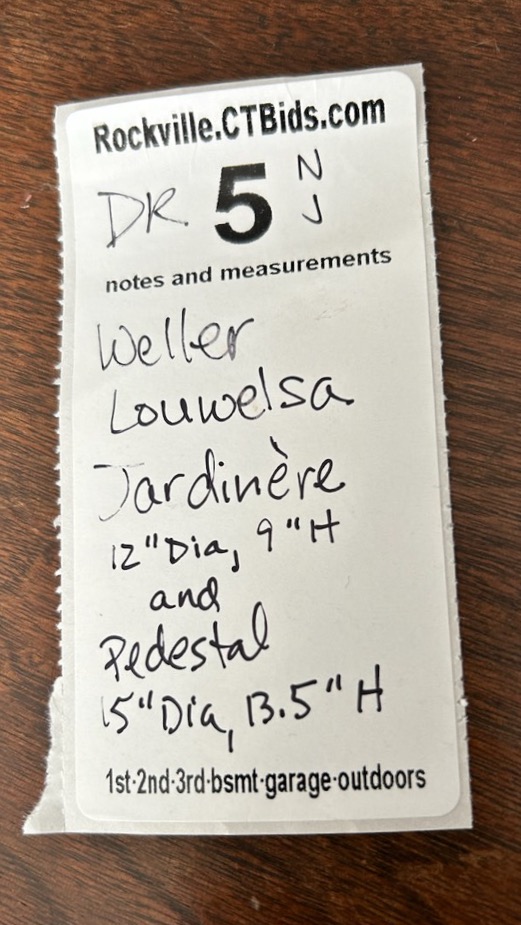 Rockville.CTBids.com
DR 5 N J
notes and measurements
Weller
Louwelsa
Jardinère
12" Dia, 9" H
and
Pedestal
15" Dia, 13.5" H
1st·2nd·3rd·bsmt·garage·outdoors